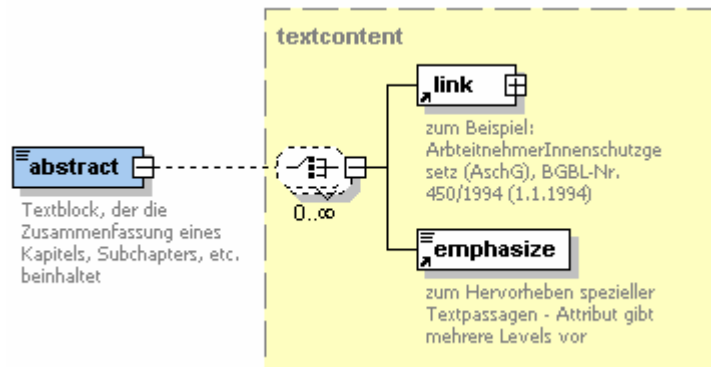 textcontent
link
zum Beispiel:
ArbteitnehmerInnenschutzge
setz (AschG), BGBL-Nr.
450/1994 (1.1.1994)
abstract
Textblock, der die
Zusammenfassung eines
Kapitels, Subchapters, etc.
beinhaltet
0..∞
emphasize
zum Hervorheben spezieller
Textpassagen - Attribut gibt
mehrere Levels vor